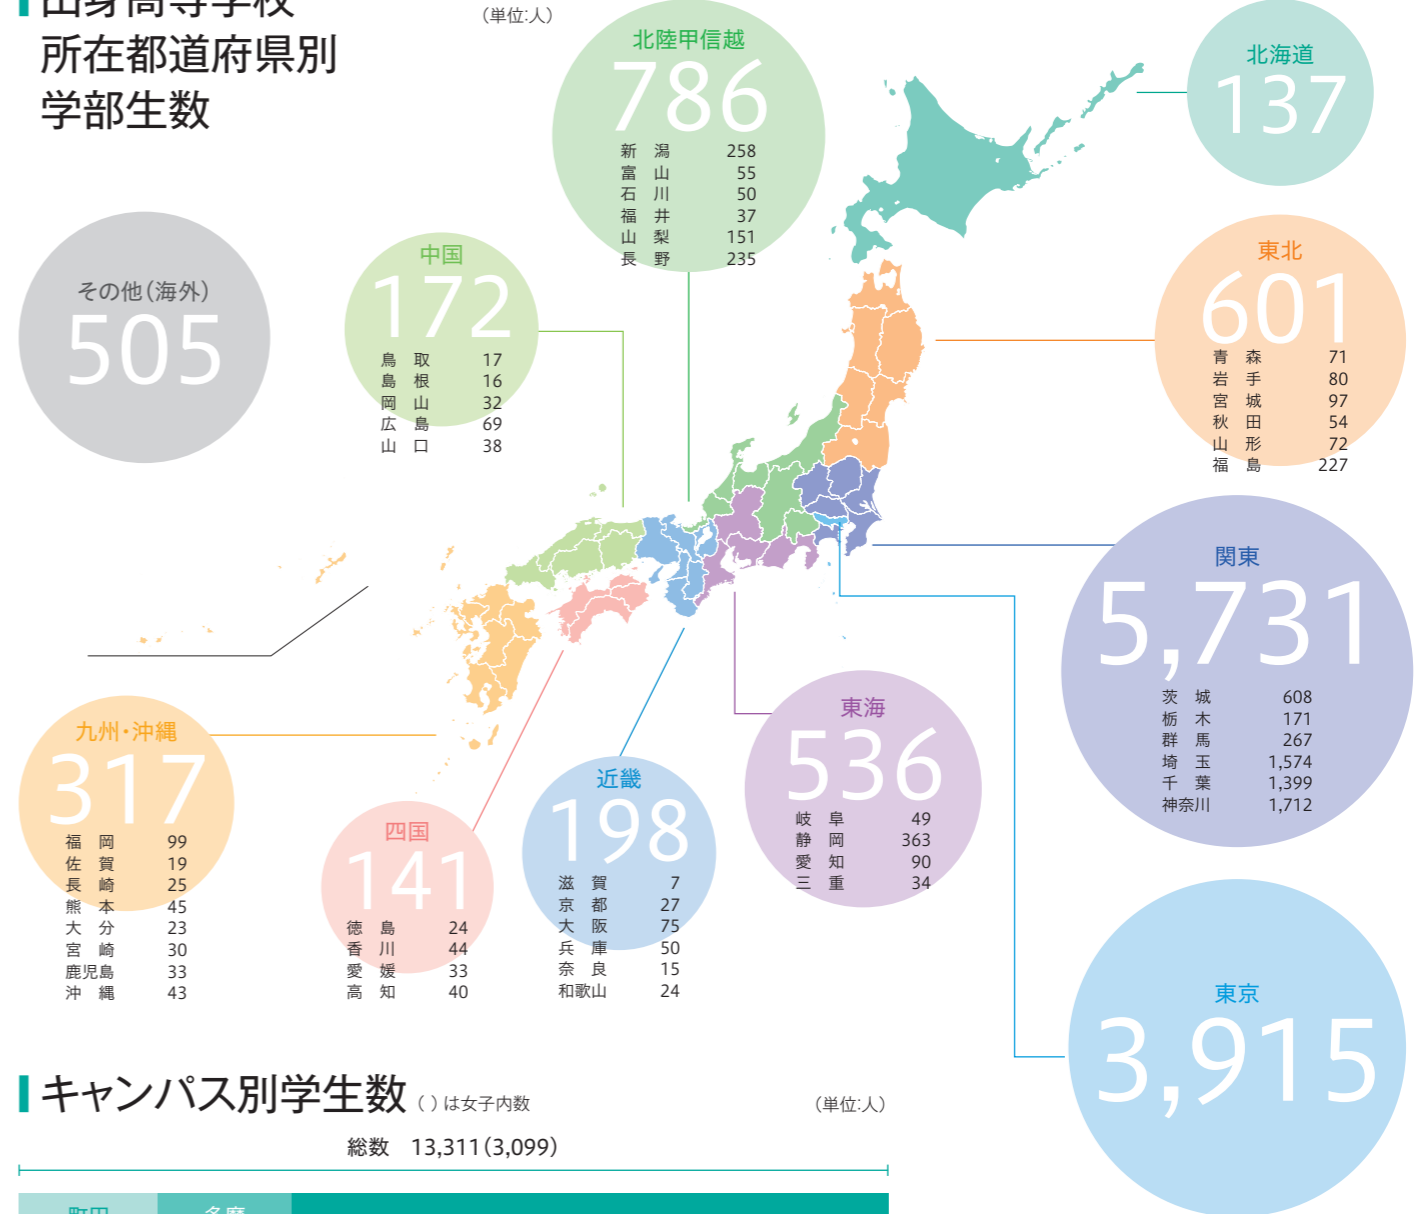 出身高等学校
所在都道府県別
学部生数
（単位:人）
北陸甲信越
786
新潟 258
富山 55
石川 50
福井 37
山梨 151
長野 235
北海道
137
その他（海外）
505
中国
172
鳥取 17
島根 16
岡山 32
広島 69
山口 38
東北
601
青森 71
岩手 80
宮城 97
秋田 54
山形 72
福島 227
関東
5,731
茨城 608
栃木 171
群馬 267
埼玉 1,574
千葉 1,399
神奈川 1,712
九州・沖縄
317
福岡 99
佐賀 19
長崎 25
熊本 45
大分 23
宮崎 30
鹿児島 33
沖縄 43
四国
141
徳島 24
香川 44
愛媛 33
高知 40
近畿
198
滋賀 7
京都 27
大阪 75
兵庫 50
奈良 15
和歌山 24
東海
536
岐阜 49
静岡 363
愛知 90
三重 34
東京
3,915
キャンパス別学生数 （ ）は女子内数
（単位:人）
総数 13,311（3,099）
町田 多摩